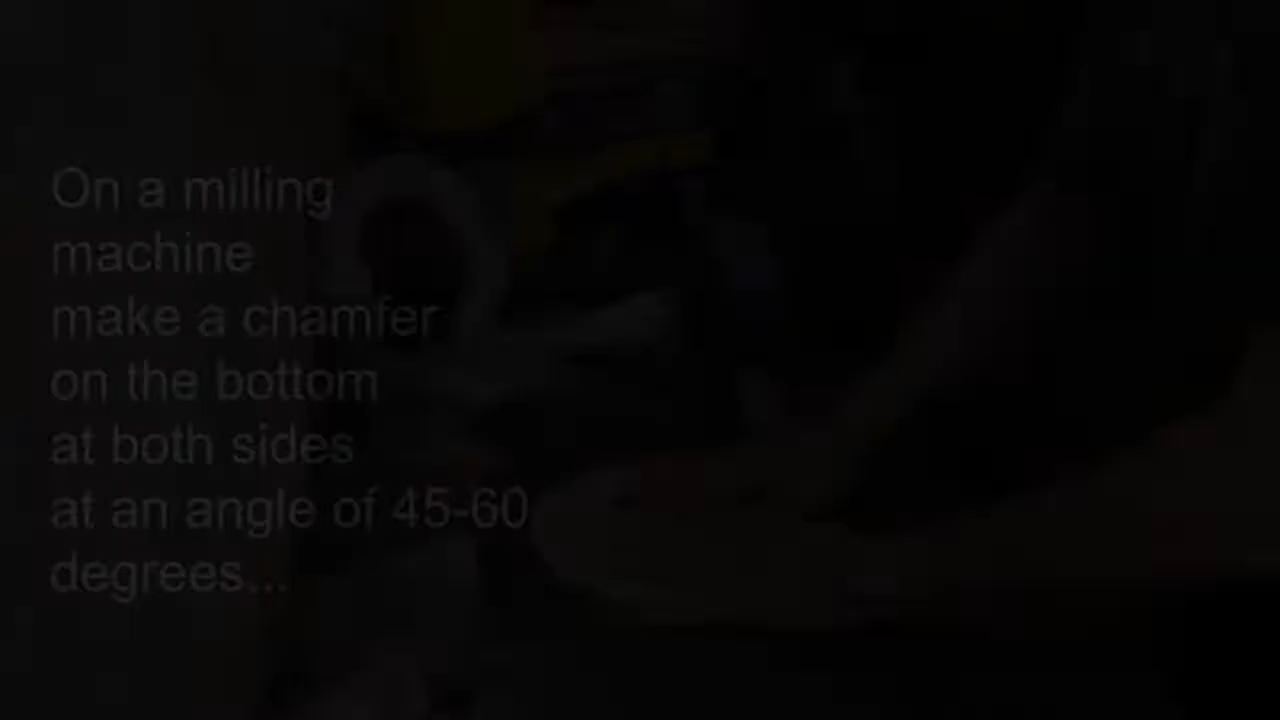 On a milling
machine
make a chamfer
on the bottom
at both sides
at an angle of 45-60
degrees...